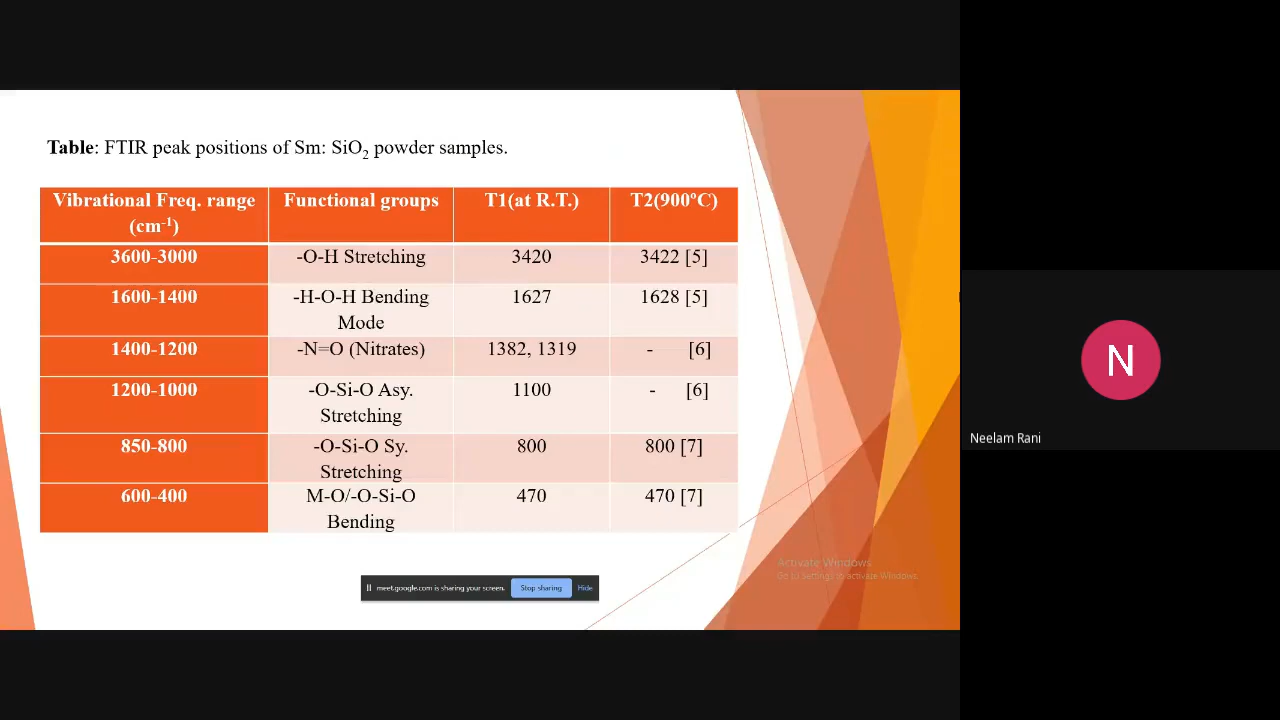 Table: FTIR peak positions of Sm: SiO₂ powder samples.
Vibrational Freq. range (cm⁻¹) Functional groups T1(at R.T.) T2(900ºC)
3600-3000 -O-H Stretching 3420 3422 [5]
1600-1400 -H-O-H Bending Mode 1627 1628 [5]
1400-1200 -N=O (Nitrates) 1382, 1319 - [6]
1200-1000 -O-Si-O Asy. Stretching 1100 - [6]
850-800 -O-Si-O Sy. Stretching 800 800 [7]
600-400 M-O/-O-Si-O Bending 470 470 [7]
Activate Windows
Go to Settings to activate Windows.
meet.google.com is sharing your screen. Stop sharing Hide
N
Neelam Rani